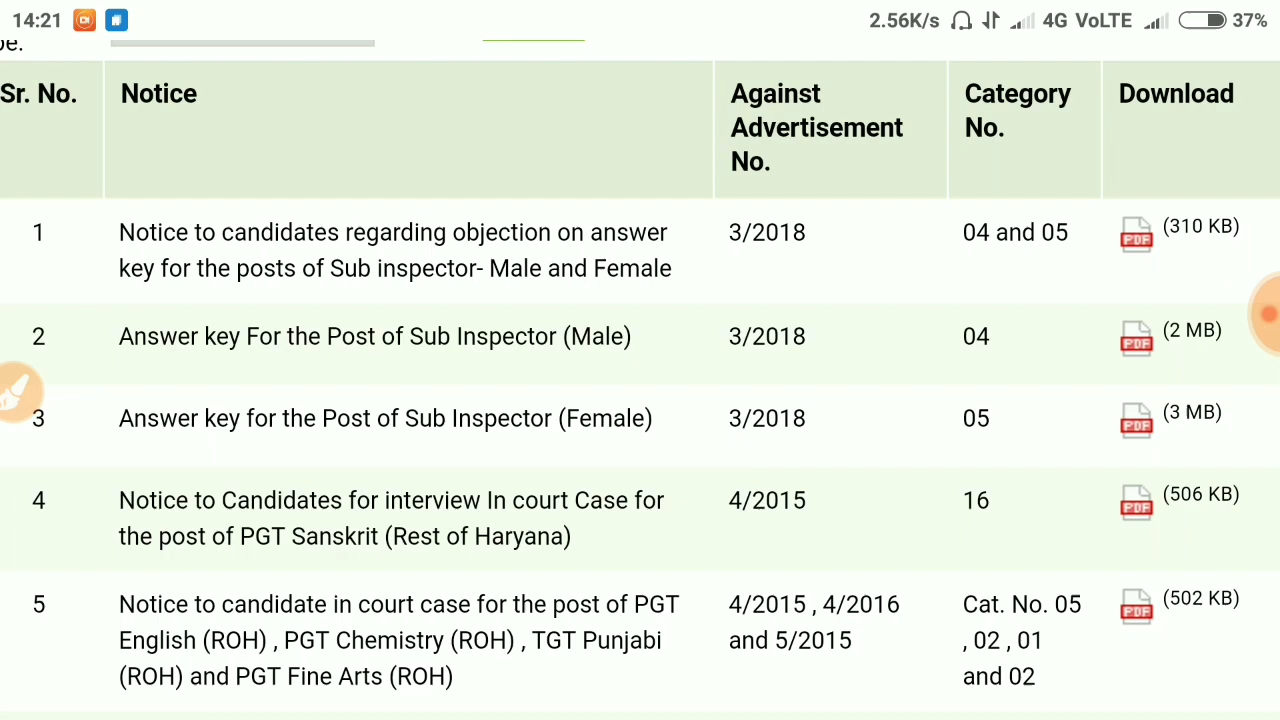 14:21 2.56K/s 4G VoLTE 37%
Sr. No. Notice Against Category Download
Advertisement No.
No.
1 Notice to candidates regarding objection on answer 3/2018 04 and 05 PDF (310 KB)
key for the posts of Sub inspector- Male and Female
2 Answer key For the Post of Sub Inspector (Male) 3/2018 04 PDF (2 MB)
3 Answer key for the Post of Sub Inspector (Female) 3/2018 05 PDF (3 MB)
4 Notice to Candidates for interview In court Case for 4/2015 16 PDF (506 KB)
the post of PGT Sanskrit (Rest of Haryana)
5 Notice to candidate in court case for the post of PGT 4/2015 , 4/2016 Cat. No. 05 PDF (502 KB)
English (ROH) , PGT Chemistry (ROH) , TGT Punjabi and 5/2015 , 02 , 01
(ROH) and PGT Fine Arts (ROH) and 02